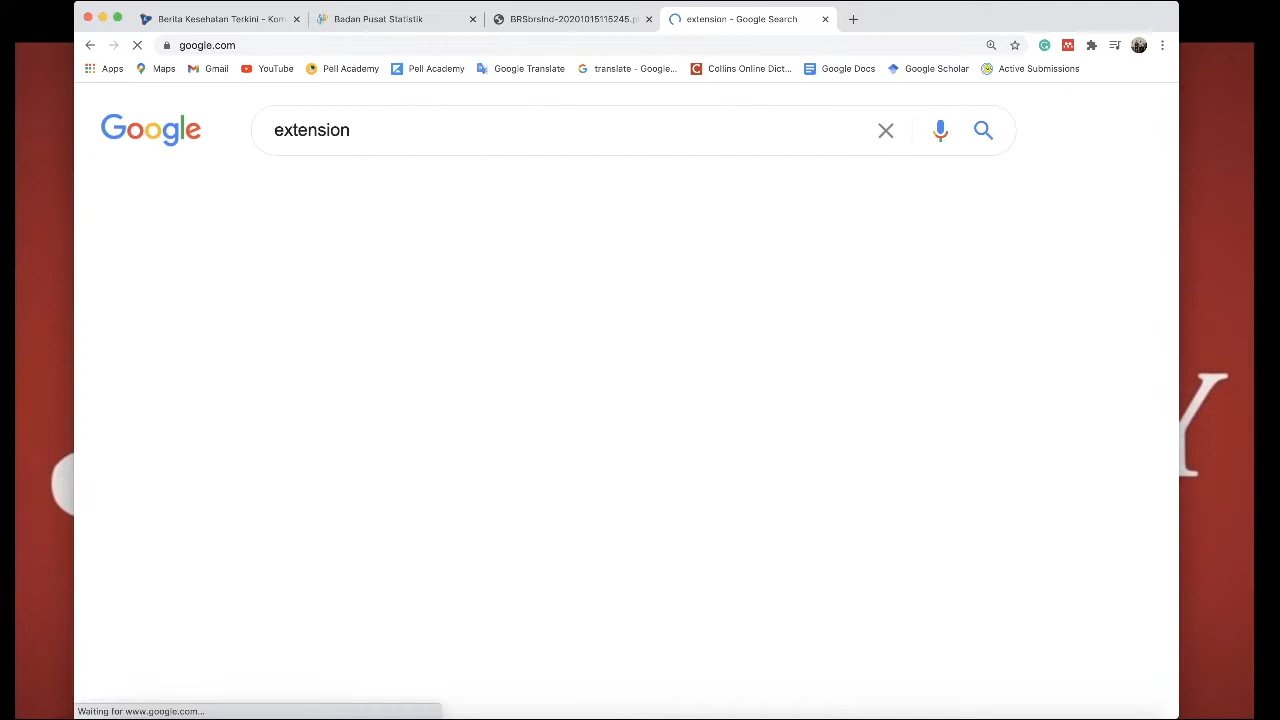 Berita Kesehatan Terkini - Kom
Badan Pusat Statistik
BRSbrsInd-20201015115245.p
extension - Google Search
google.com
Apps
Maps
Gmail
YouTube
Pell Academy
Pell Academy
Google Translate
translate - Google...
Collins Online Dict...
Google Docs
Google Scholar
Active Submissions
Google
extension
Y
Waiting for www.google.com...